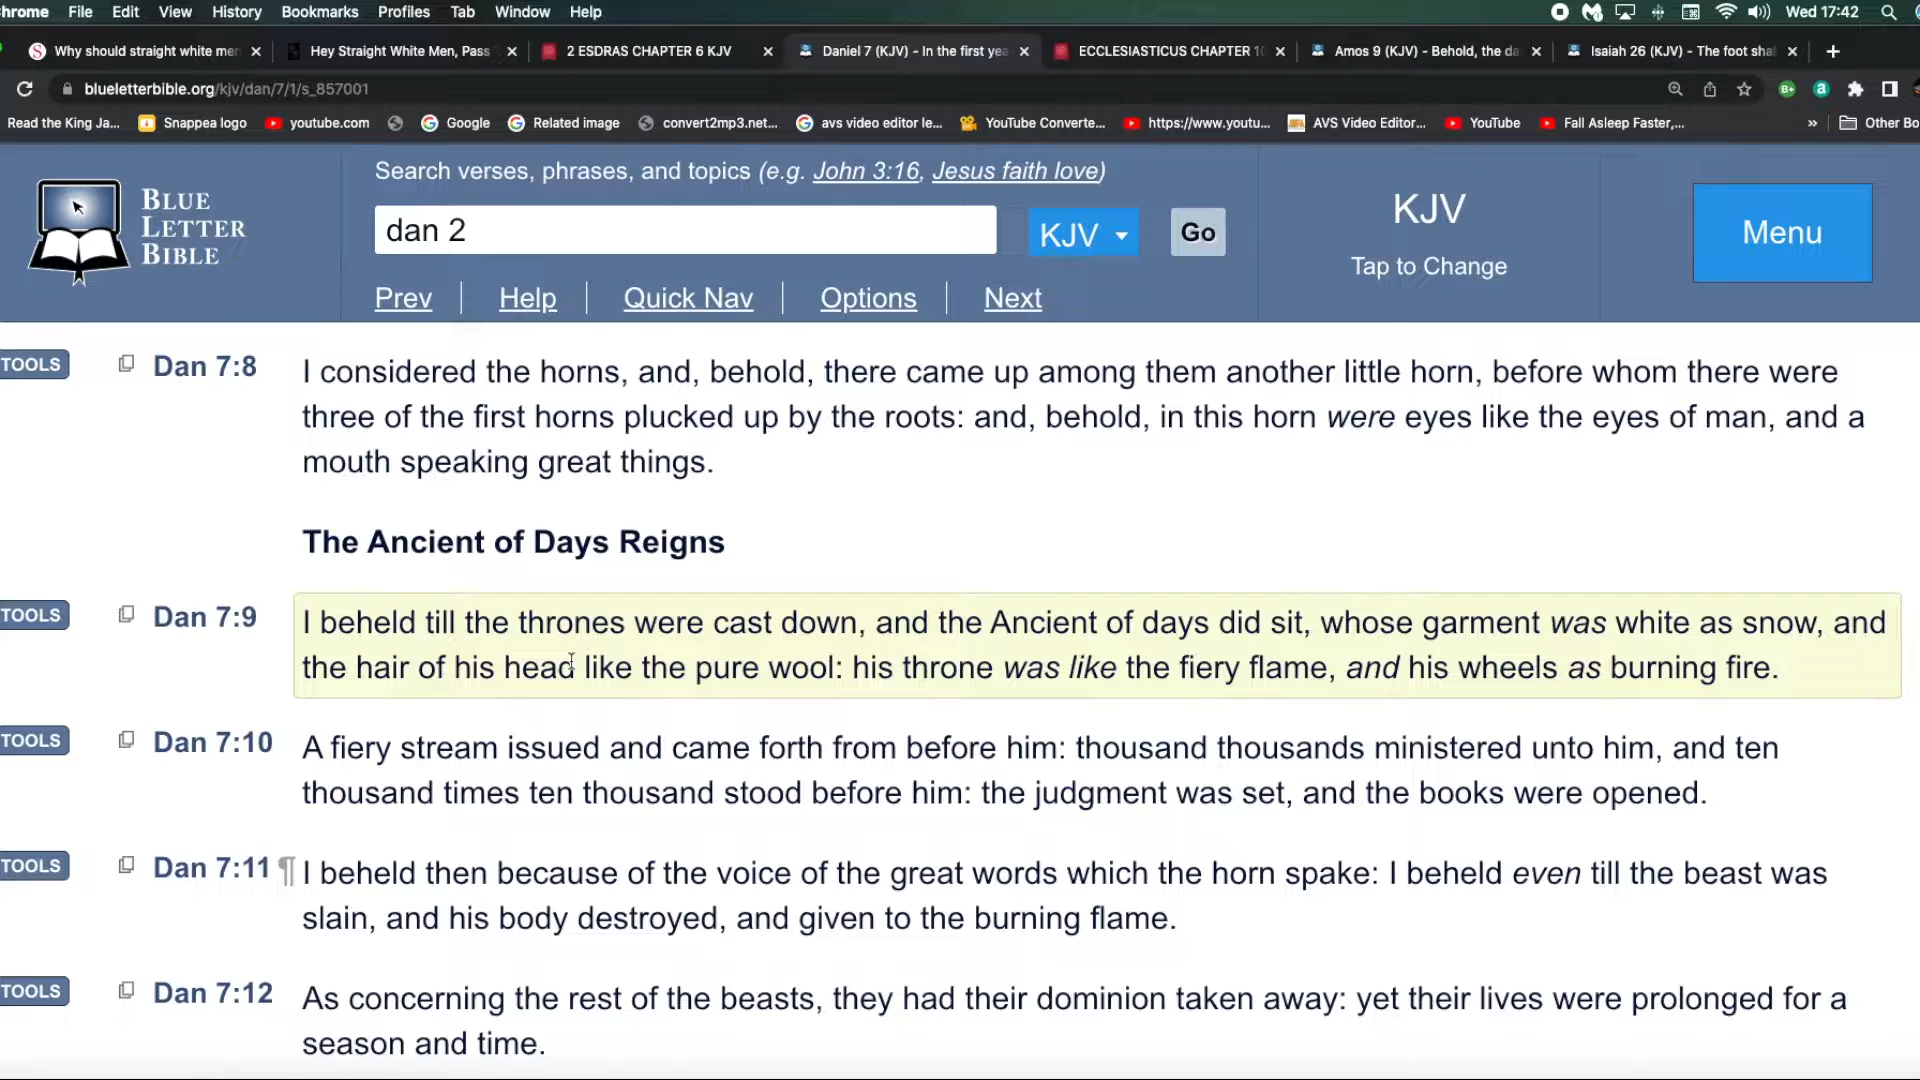 hrome File Edit View History Bookmarks Profiles Tab Window Help Wed 17:42
Why should straight white me Hey Straight White Men, Pass 2 ESDRAS CHAPTER 6 KJV Daniel 7 (KJV) - In the first ye ECCLESIASTICUS CHAPTER 1 Amos 9 (KJV) - Behold, the d Isaiah 26 (KJV) - The foot sha
blueletterbible.org/kjv/dan/7/1/s_857001
Read the King Ja... Snappea logo youtube.com Google Related image convert2mp3.net... avs video editor le... YouTube Converte... https://www.youtu... AVS Video Editor... YouTube Fall Asleep Faster,... » Other Bo
Search verses, phrases, and topics (e.g. John 3:16, Jesus faith love)
BLUE
LETTER
BIBLE
dan 2 KJV Go
KJV
Tap to Change
Menu
Prev Help Quick Nav Options Next
TOOLS Dan 7:8 I considered the horns, and, behold, there came up among them another little horn, before whom there were
three of the first horns plucked up by the roots: and, behold, in this horn were eyes like the eyes of man, and a
mouth speaking great things.
The Ancient of Days Reigns
TOOLS Dan 7:9 I beheld till the thrones were cast down, and the Ancient of days did sit, whose garment was white as snow, and
the hair of his head like the pure wool: his throne was like the fiery flame, and his wheels as burning fire.
TOOLS Dan 7:10 A fiery stream issued and came forth from before him: thousand thousands ministered unto him, and ten
thousand times ten thousand stood before him: the judgment was set, and the books were opened.
TOOLS Dan 7:11 ¶ I beheld then because of the voice of the great words which the horn spake: I beheld even till the beast was
slain, and his body destroyed, and given to the burning flame.
TOOLS Dan 7:12 As concerning the rest of the beasts, they had their dominion taken away: yet their lives were prolonged for a
season and time.